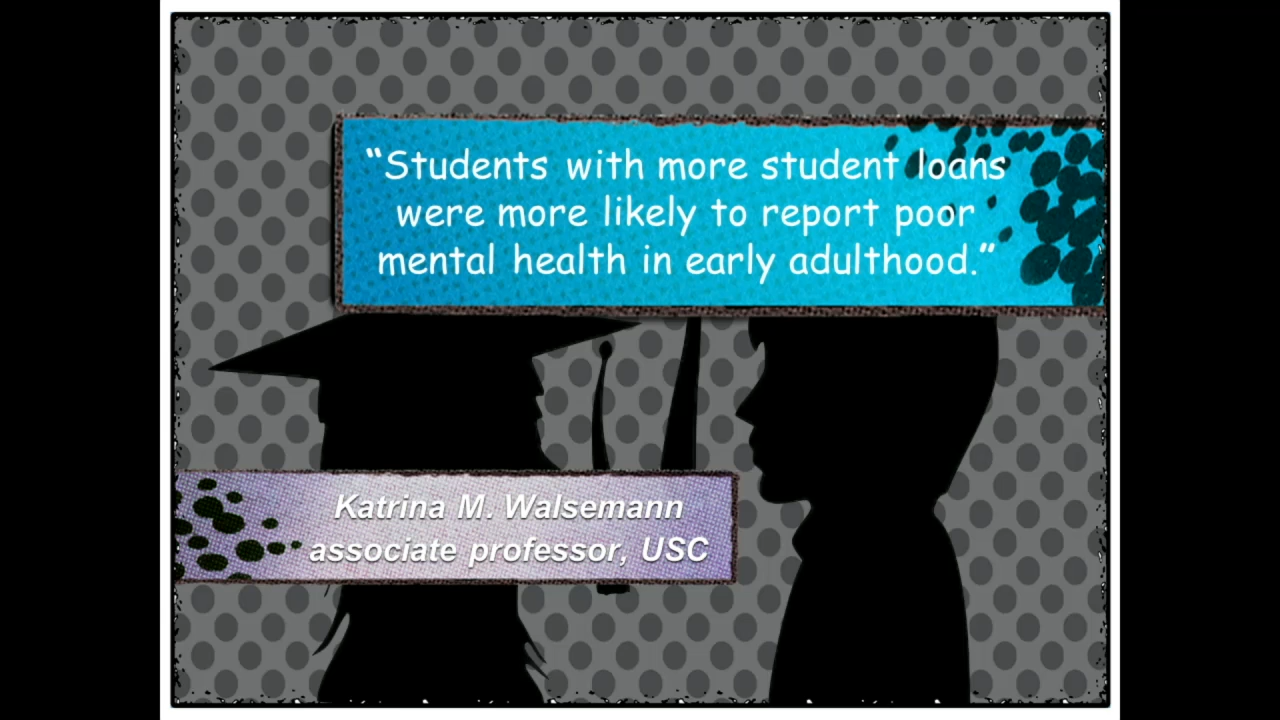 “Students with more student loans
were more likely to report poor
mental health in early adulthood.”
Katrina M. Walsemann
associate professor, USC